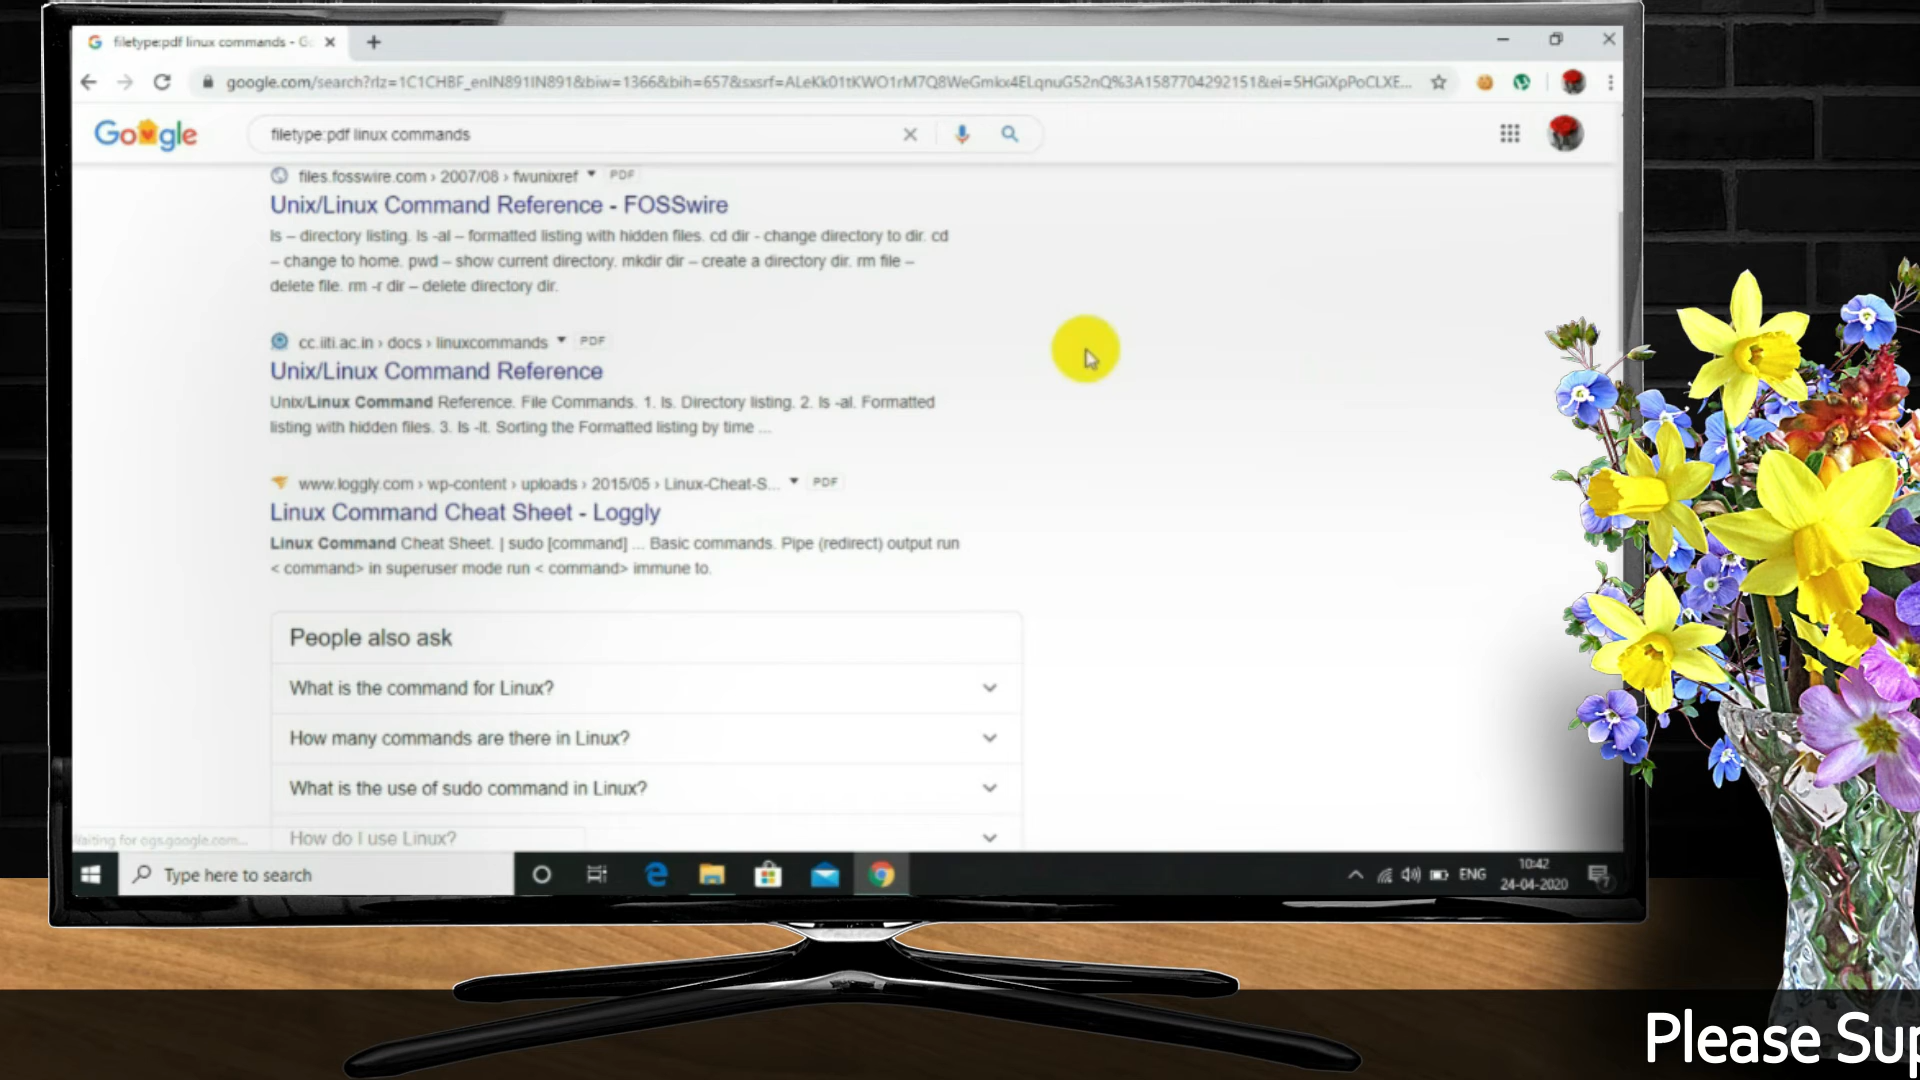 filetype:pdf linux commands - G
google.com/search?rlz=1C1CHBF_enIN891IN891&biw=1366&bih=657&sxsrf=ALeKk01tKWO1rM7Q8WeGmkx4ELqnuG52nQ%3A1587704292151&ei=5HGiXpPoCLXE...
Google
filetype:pdf linux commands
files.fosswire.com › 2007/08 › fwunixref PDF
Unix/Linux Command Reference - FOSSwire
ls – directory listing. ls -al – formatted listing with hidden files. cd dir - change directory to dir. cd
– change to home. pwd – show current directory. mkdir dir – create a directory dir. rm file –
delete file. rm -r dir – delete directory dir.
cc.iiti.ac.in › docs › linuxcommands PDF
Unix/Linux Command Reference
Unix/Linux Command Reference. File Commands. 1. ls. Directory listing. 2. ls -al. Formatted
listing with hidden files. 3. ls -lt. Sorting the Formatted listing by time ...
www.loggly.com › wp-content › uploads › 2015/05 › Linux-Cheat-S... PDF
Linux Command Cheat Sheet - Loggly
Linux Command Cheat Sheet. | sudo [command] ... Basic commands. Pipe (redirect) output run
< command> in superuser mode run < command> immune to.
People also ask
What is the command for Linux?
How many commands are there in Linux?
What is the use of sudo command in Linux?
How do I use Linux?
Waiting for ogs.google.com...
Type here to search
ENG
10:42
24-04-2020
7
Please Sup